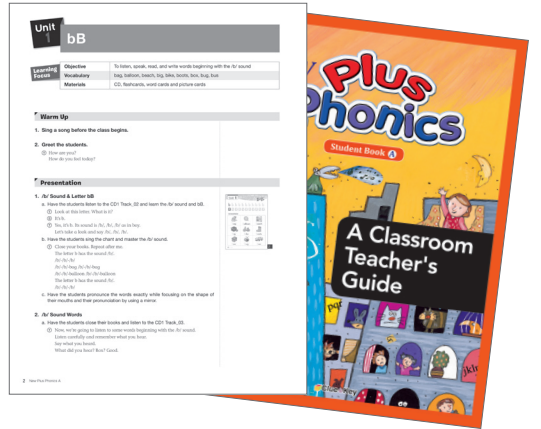 Unit
1
bB
Learning
Focus
Objective To listen, speak, read, and write words beginning with the /b/ sound
Vocabulary bag, balloon, beach, big, bike, boots, box, bug, bus
Materials CD, flashcards, word cards and picture cards
Warm Up
1. Sing a song before the class begins.
2. Greet the students.
How are you?
How do you feel today?
Presentation
1. /b/ Sound & Letter bB
a. Have the students listen to the CD1 Track_02 and learn the /b/ sound and bB.
Look at this letter. What is it?
It's b.
Yes, it's b. Its sound is /b/, /b/, /b/ as in boy.
Let's take a look and say /b/, /b/, /b/.
b. Have the students sing the chant and master the /b/ sound.
Close your books. Repeat after me.
The letter b has the sound /b/,
/b/-/b/-/b/
/b/-/b/-bag /b/-/b/-bug
/b/-/b/-balloon /b/-/b/-balloon
The letter b has the sound /b/,
/b/-/b/-/b/
c. Have the students pronounce the words exactly while focusing on the shape of
their mouths and their pronunciation by using a mirror.
2. /b/ Sound Words
a. Have the students close their books and listen to the CD1 Track_03.
Now, we're going to listen to some words beginning with the /b/ sound.
Listen carefully and remember what you hear.
Say what you heard.
What did you hear? Box? Good.
2 New Plus Phonics A
Plus
Phonics
Student Book A
A Classroom
Teacher's
Guide
pqr
jkl